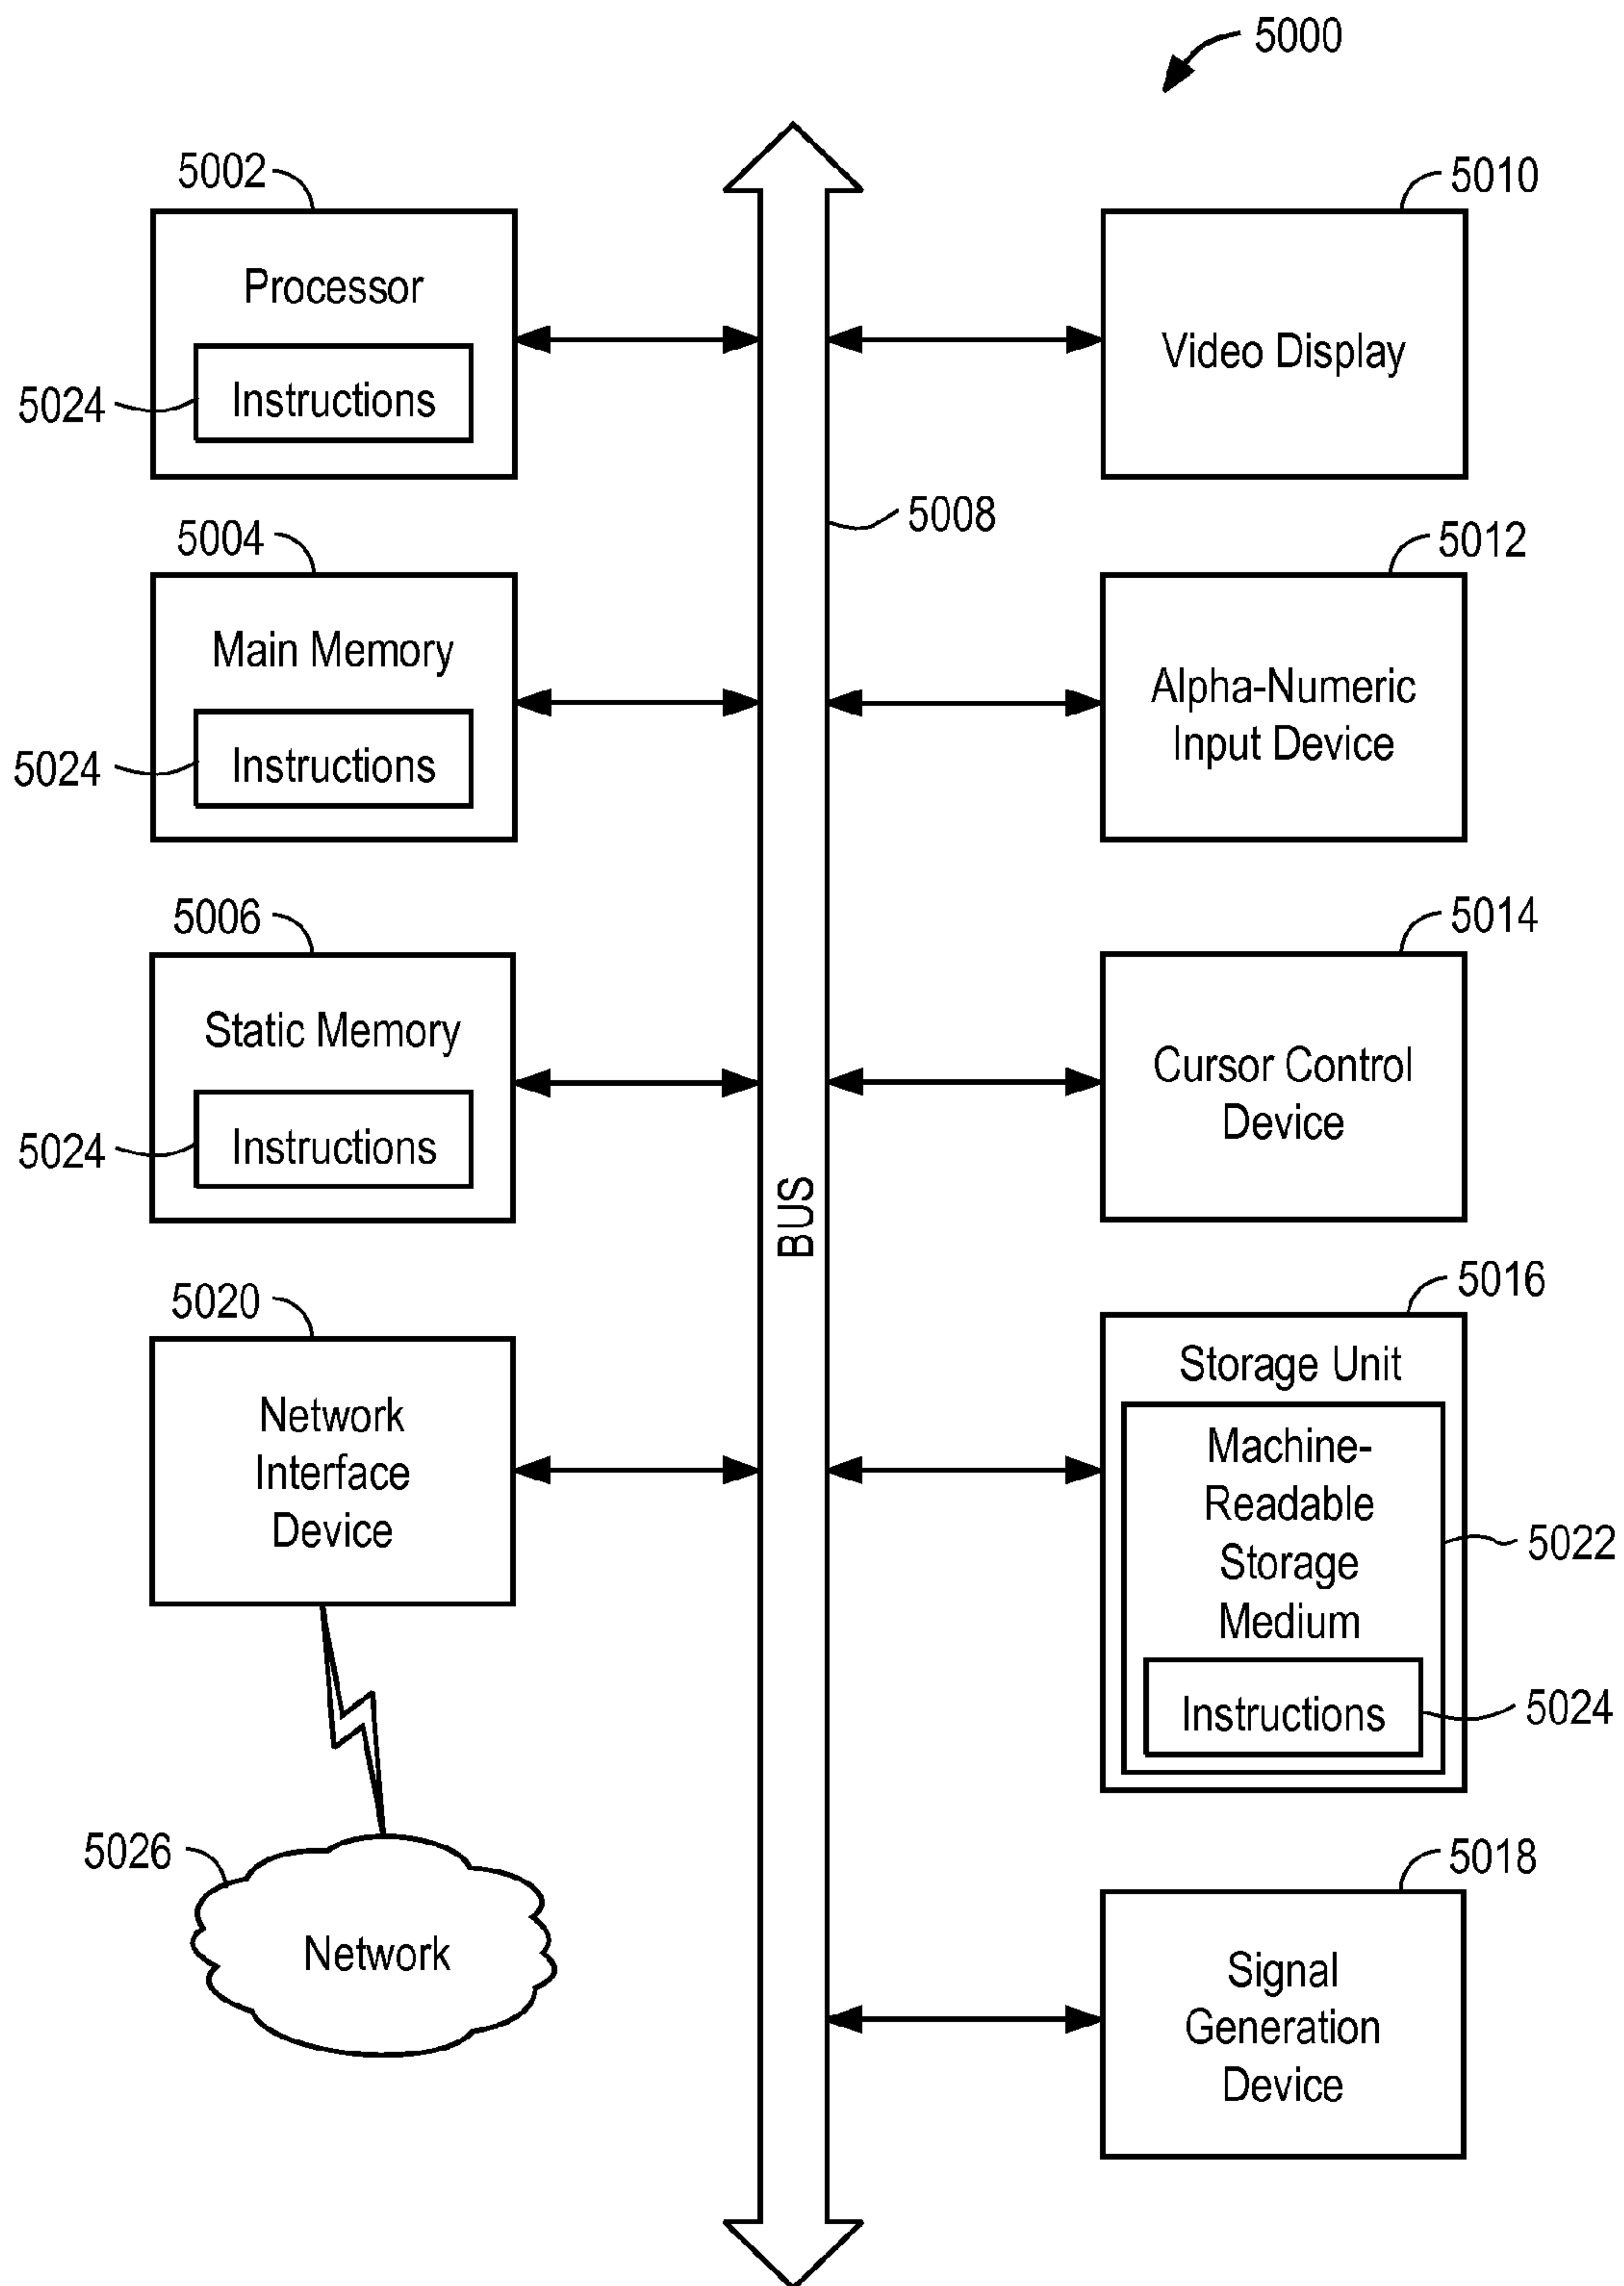 5000
5002
Processor
5024
Instructions
5004
Main Memory
5024
Instructions
5006
Static Memory
5024
Instructions
5020
Network
Interface
Device
5026
Network
BUS
5008
5010
Video Display
5012
Alpha-Numeric
Input Device
5014
Cursor Control
Device
5016
Storage Unit
Machine-
Readable
Storage
Medium
5022
Instructions
5024
5018
Signal
Generation
Device